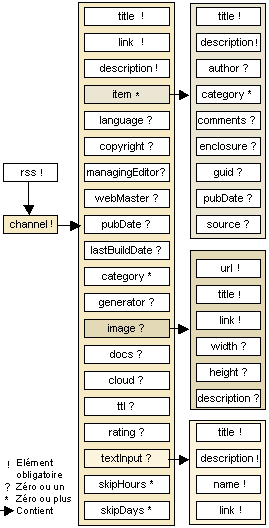 rss !
channel !
title !
link !
description !
item *
language ?
copyright ?
managingEditor?
webMaster ?
pubDate ?
lastBuildDate ?
category *
generator ?
image ?
docs ?
cloud ?
ttl ?
rating ?
textInput ?
skipHours *
skipDays *
title !
description!
author ?
category *
comments ?
enclosure ?
guid ?
pubDate ?
source ?
url !
title !
link !
width ?
height ?
description ?
title !
description!
name !
link !
! Elément
obligatoire
? Zéro ou un
* Zéro ou plus
Contient